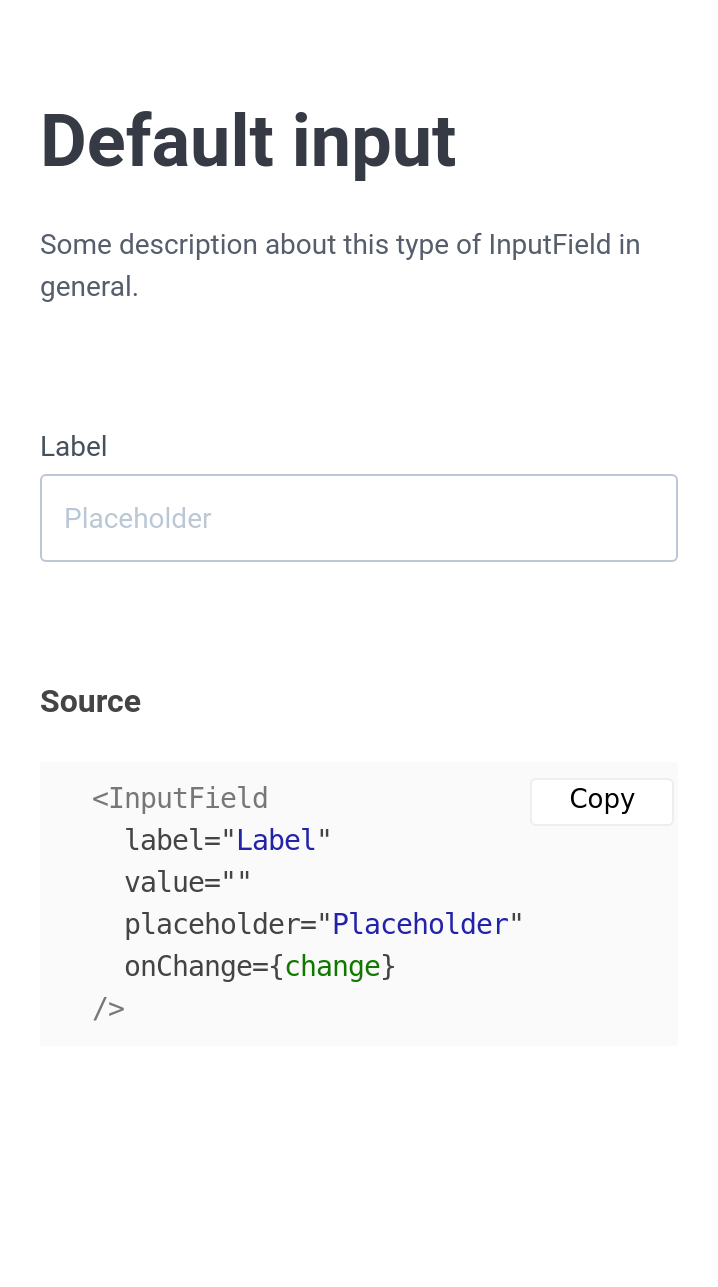 Default input
Some description about this type of InputField in
general.
Label
Placeholder
Source
<InputField
Copy
label="Label"
value=""
placeholder="Placeholder"
onChange={change}
/>